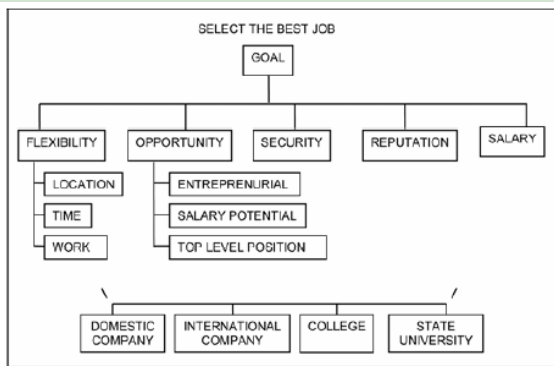 SELECT THE BEST JOB
GOAL
FLEXIBILITY
OPPORTUNITY
SECURITY
REPUTATION
SALARY
LOCATION
TIME
WORK
ENTREPRENURIAL
SALARY POTENTIAL
TOP LEVEL POSITION
DOMESTIC
COMPANY
INTERNATIONAL
COMPANY
COLLEGE
STATE
UNIVERSITY